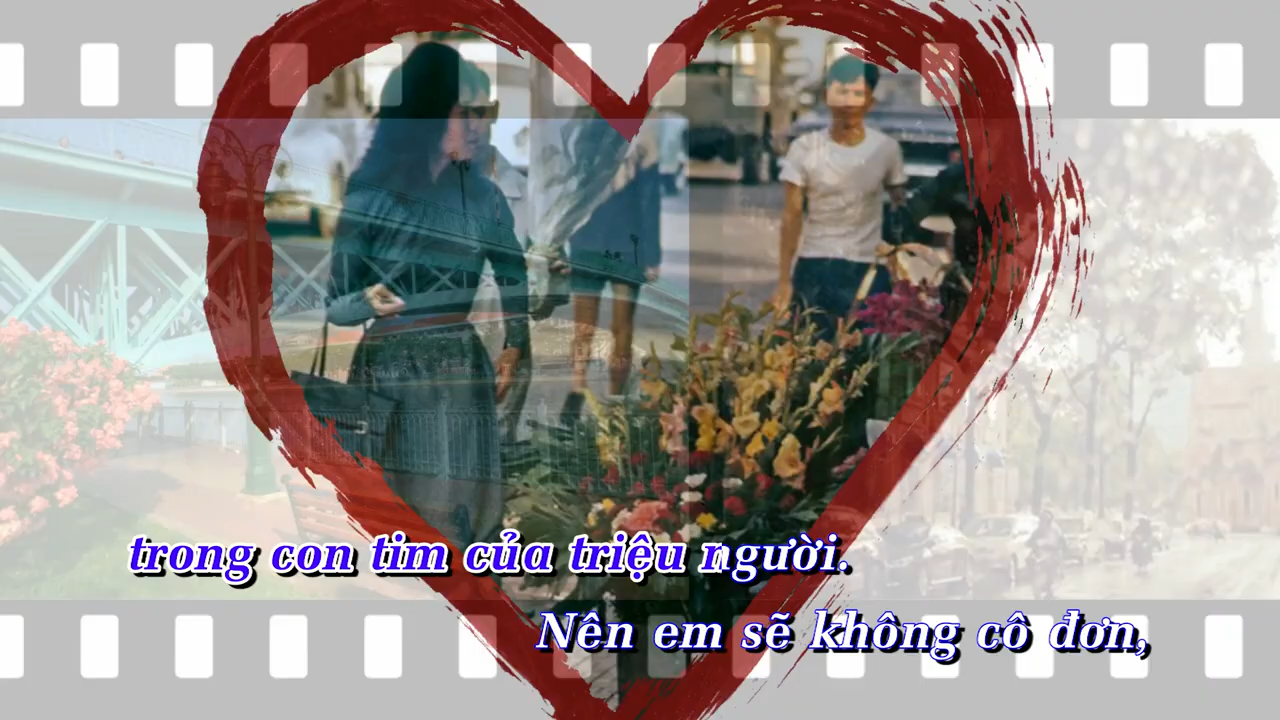 trong con tim của triệu người.
Nên em sẽ không cô đơn,